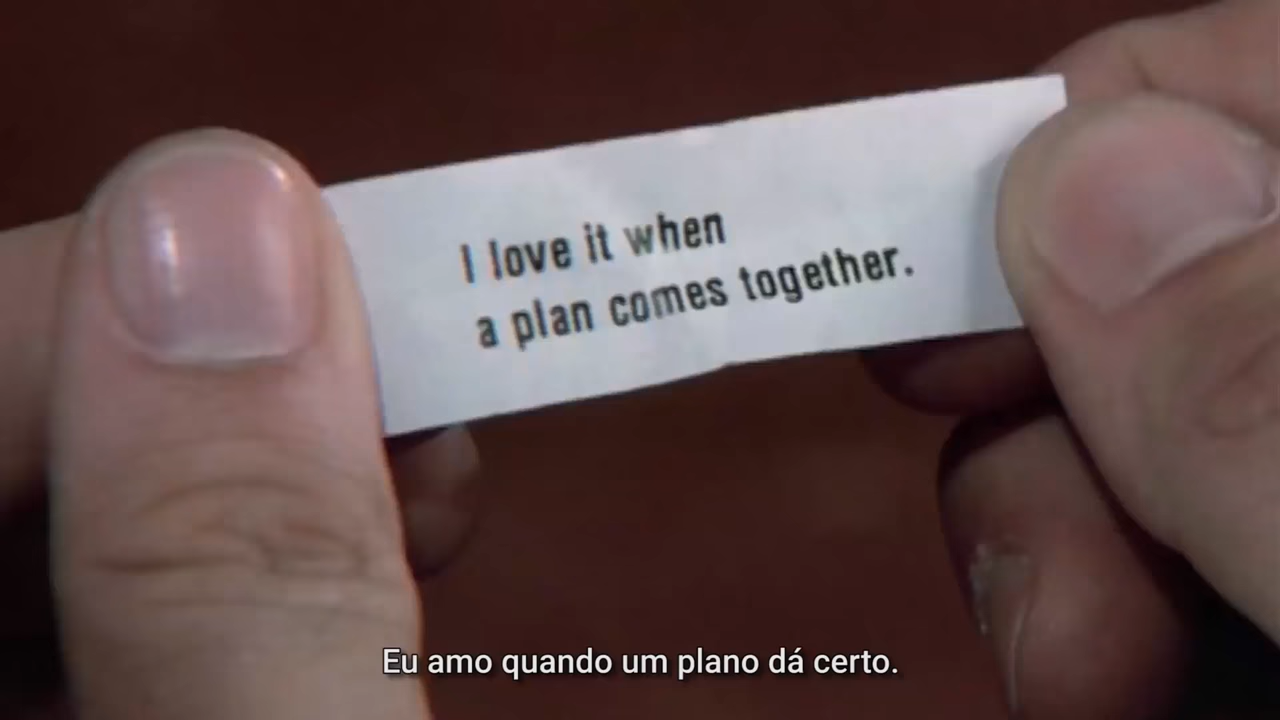 I love it when
a plan comes together.
Eu amo quando um plano dá certo.